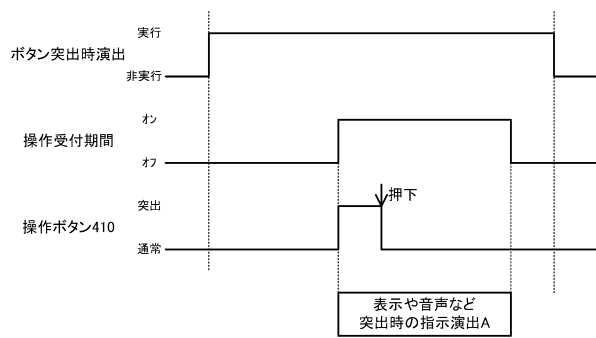 実行
ボタン突出時演出
非実行
オン
操作受付期間
オフ
突出
押下
操作ボタン410
通常
表示や音声など
突出時の指示演出A